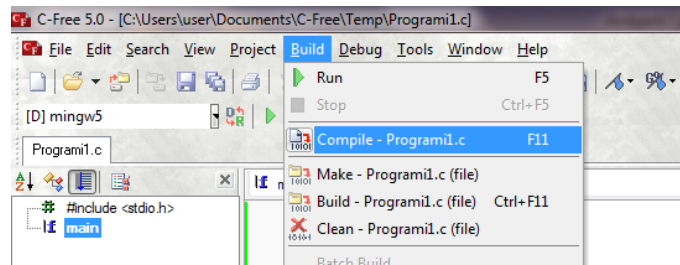 C-Free 5.0 - [C:\Users\user\Documents\C-Free\Temp\Programi1.c]
File Edit Search View Project Build Debug Tools Window Help
Run F5
[D] mingw5
Stop Ctrl+F5
Programi1.c
Compile - Programi1.c F11
Make - Programi1.c (file)
#include <stdio.h>
Build - Programi1.c (file) Ctrl+F11
main
Clean - Programi1.c (file)
Batch Build